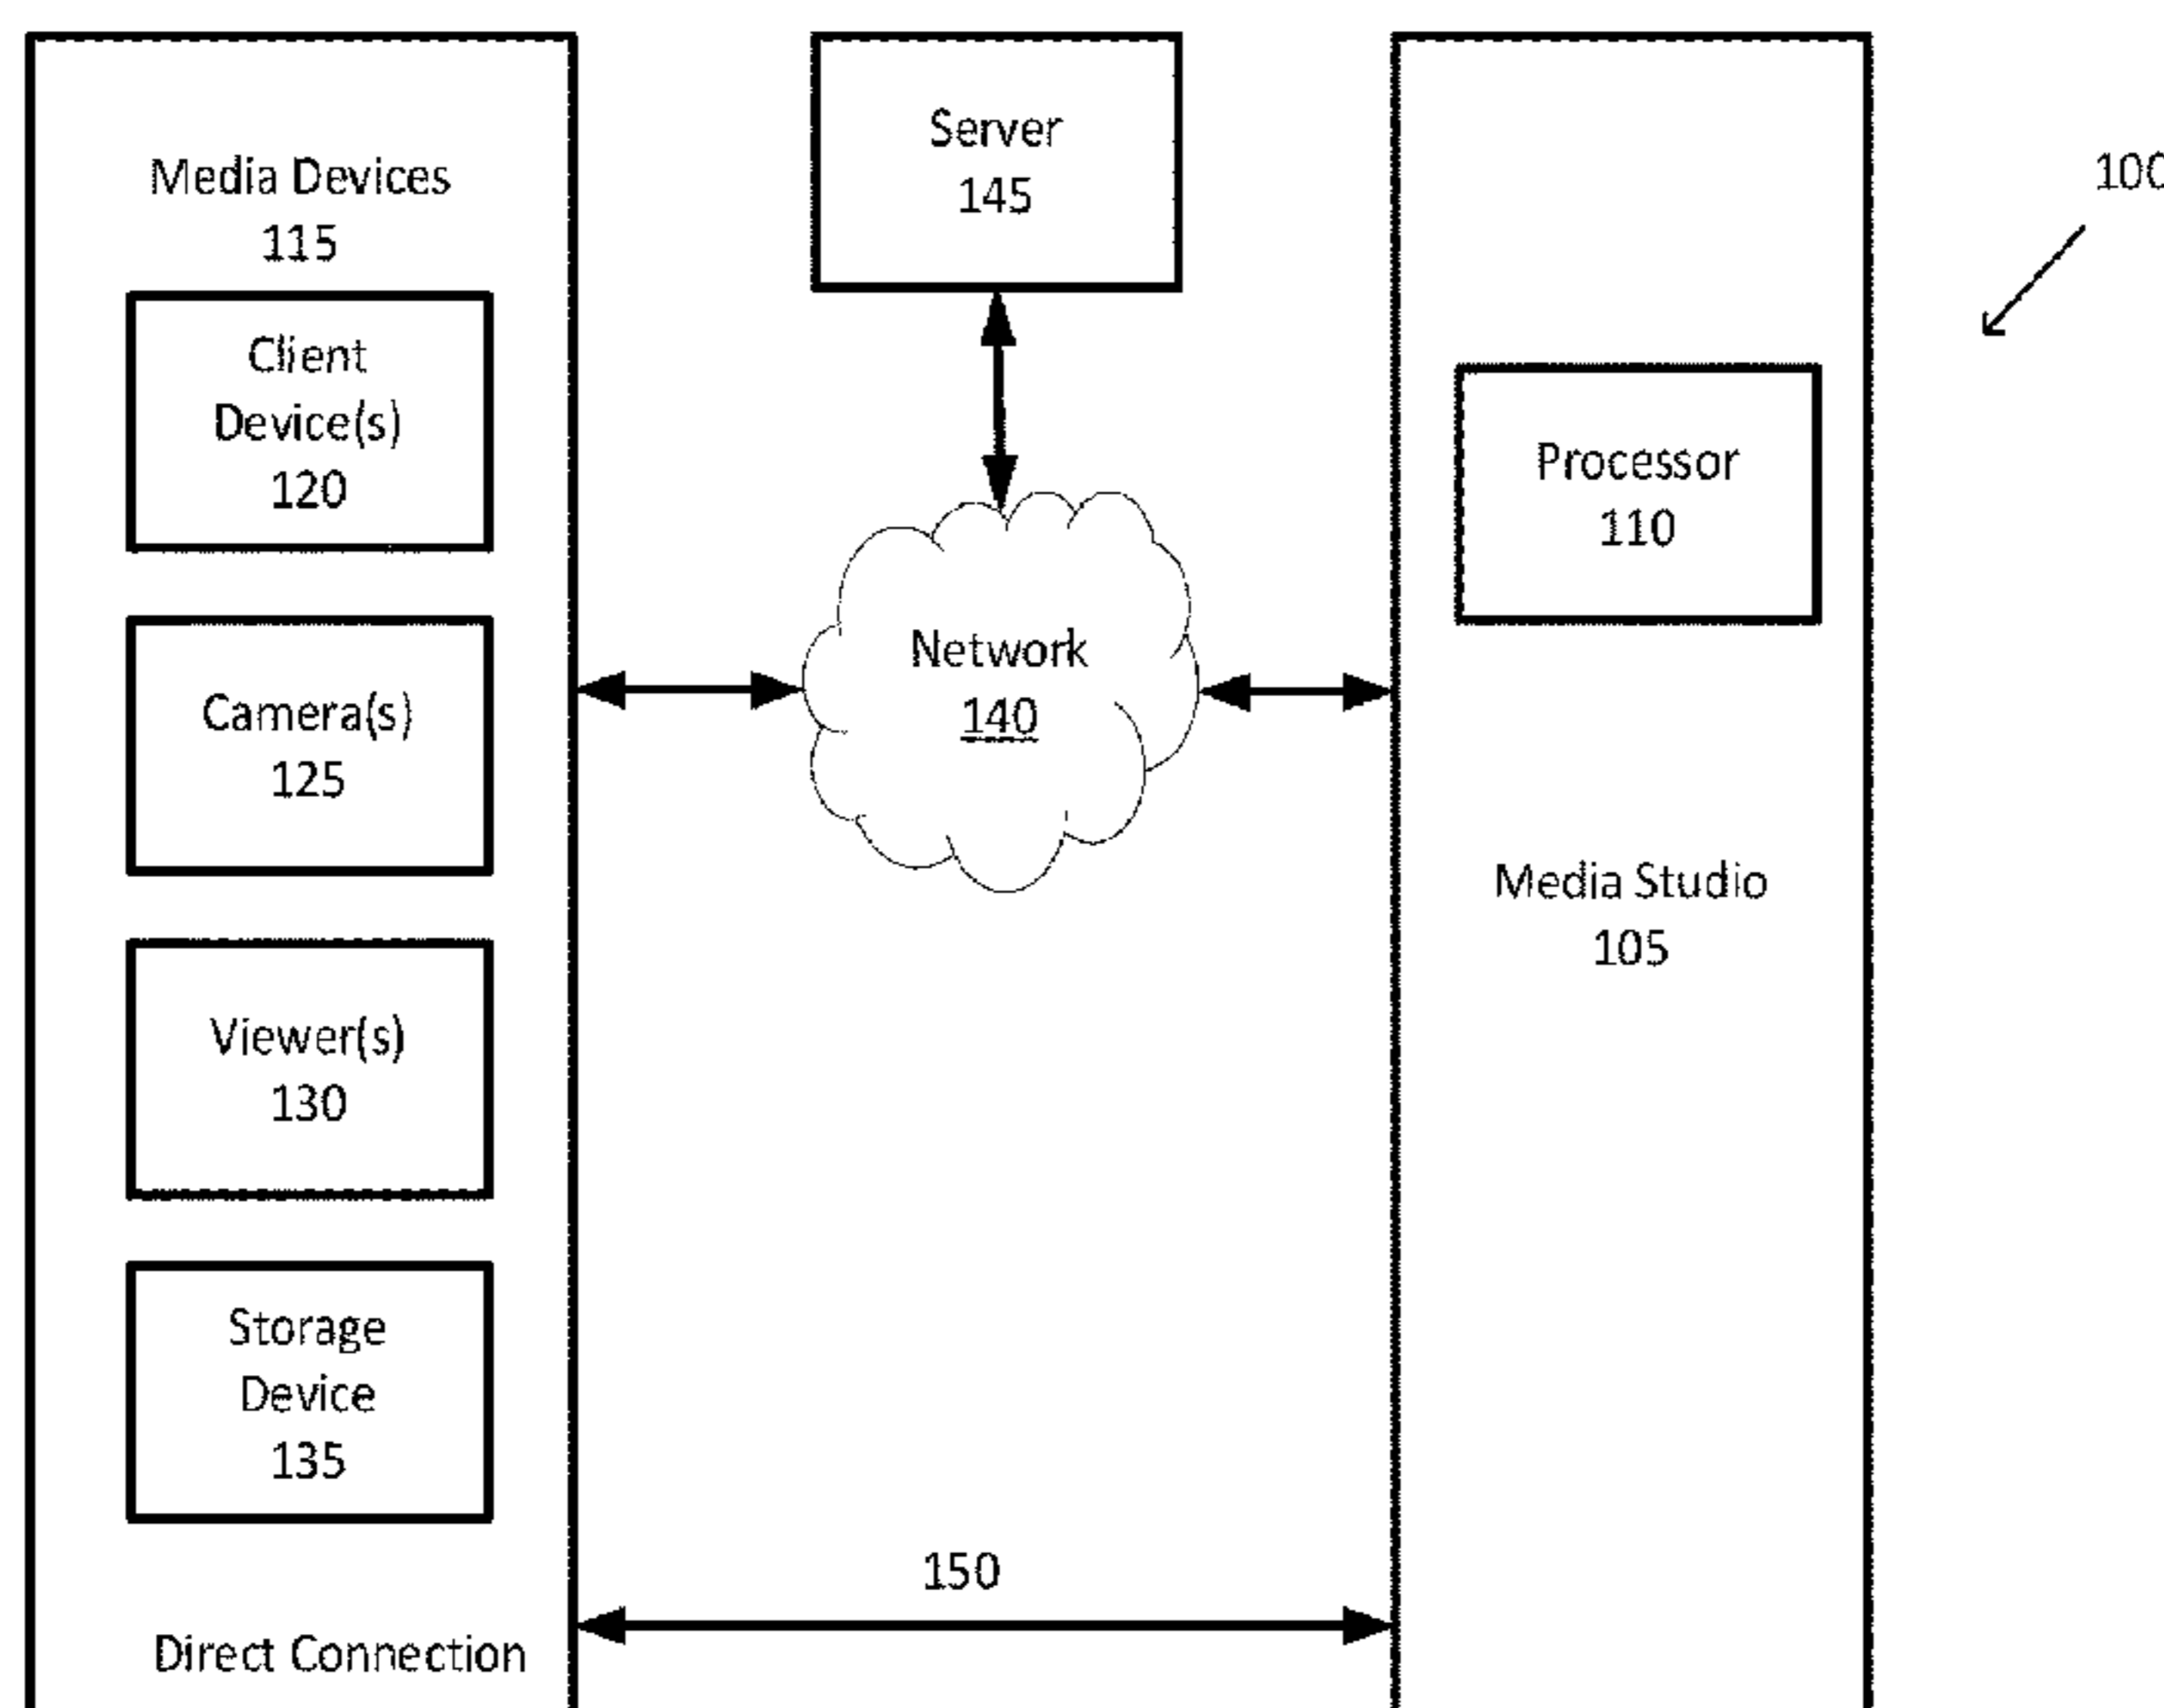 Media Devices
115
Client
Device(s)
120
Camera(s)
125
Viewer(s)
130
Storage
Device
135
Direct Connection
Server
145
Network
140
150
Processor
110
Media Studio
105
100